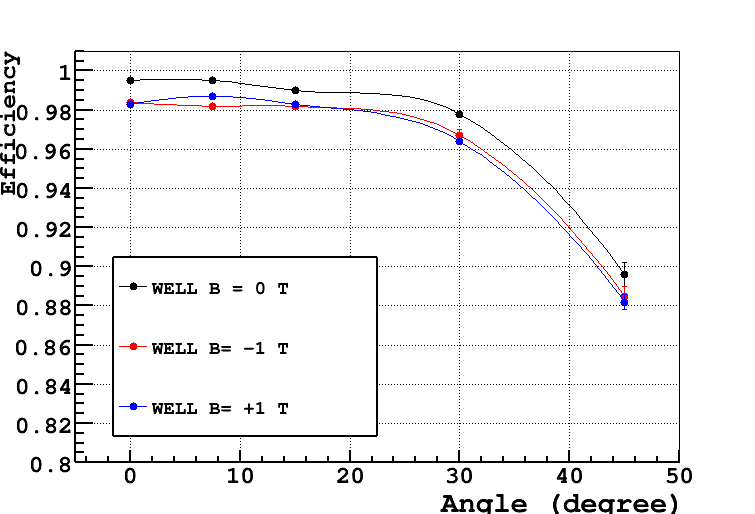 Efficiency
1
0.98
0.96
0.94
0.92
0.9
0.88
0.86
0.84
0.82
0.8
WELL B = 0 T
WELL B= -1 T
WELL B= +1 T
0 10 20 30 40 50
Angle (degree)